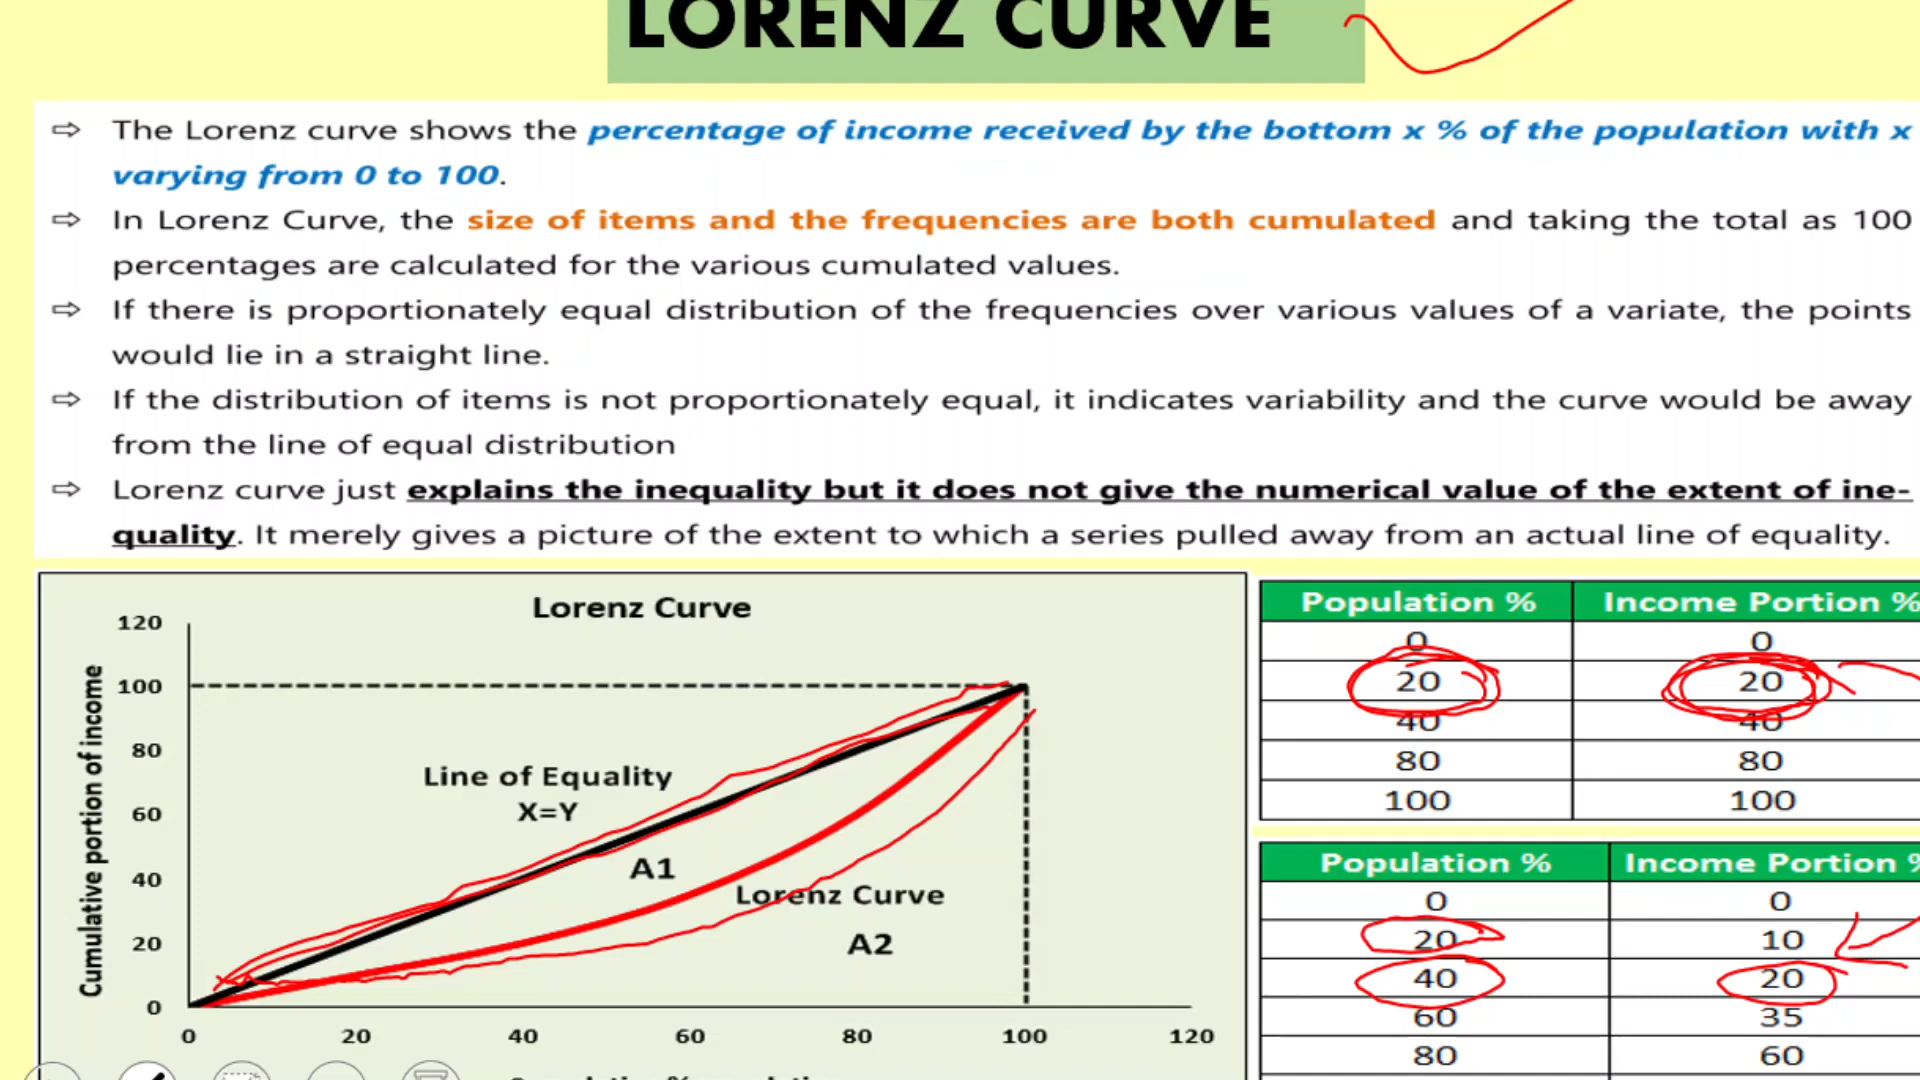 LORENZ CURVE
⇨ The Lorenz curve shows the percentage of income received by the bottom x % of the population with x
varying from 0 to 100.
⇨ In Lorenz Curve, the size of items and the frequencies are both cumulated and taking the total as 100
percentages are calculated for the various cumulated values.
⇨ If there is proportionately equal distribution of the frequencies over various values of a variate, the points
would lie in a straight line.
⇨ If the distribution of items is not proportionately equal, it indicates variability and the curve would be away
from the line of equal distribution
⇨ Lorenz curve just explains the inequality but it does not give the numerical value of the extent of ine-
quality. It merely gives a picture of the extent to which a series pulled away from an actual line of equality.
Lorenz Curve
Cumulative portion of income
120
100
80
60
40
20
0
Line of Equality
X=Y
A1
Lorenz Curve
A2
0 20 40 60 80 100 120
Population % Income Portion %
0 0
20 20
40 40
80 80
100 100
Population % Income Portion %
0 0
20 10
40 20
60 35
80 60